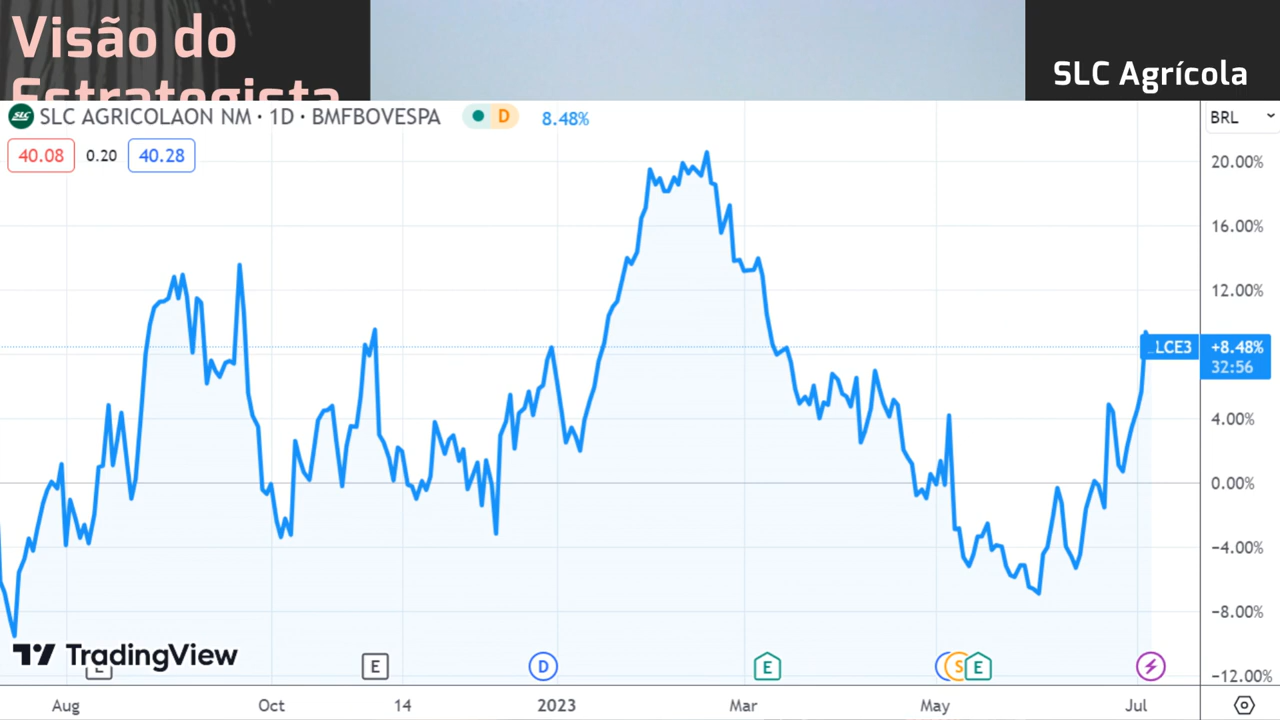 Visão do
Estrategista
SLC Agrícola
SLC AGRICOLAON NM · 1D · BMFBOVESPA
D
8.48%
BRL
40.08
0.20
40.28
20.00%
16.00%
12.00%
LCE3
+8.48%
32:56
4.00%
0.00%
−4.00%
−8.00%
−12.00%
TradingView
E
E
D
E
S
E
Aug
Oct
14
2023
Mar
May
Jul